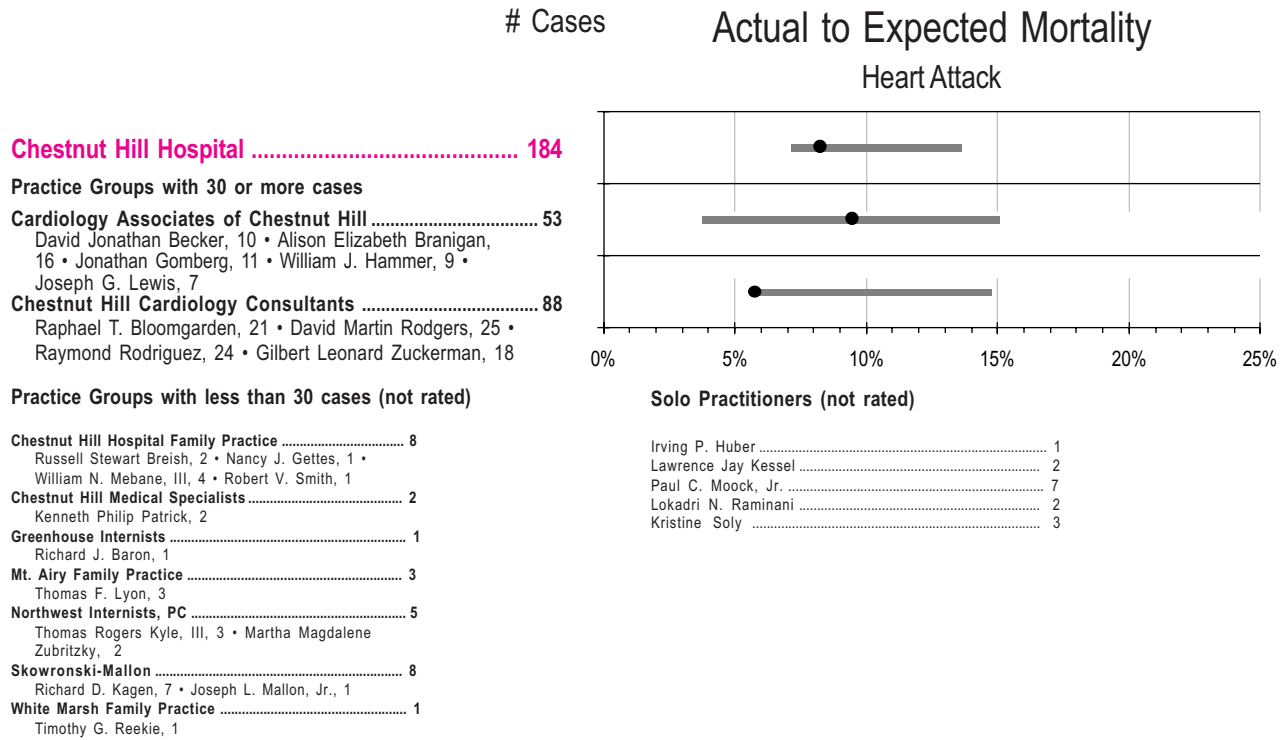 # Cases
Actual to Expected Mortality
Heart Attack
Chestnut Hill Hospital ............................................. 184
Practice Groups with 30 or more cases
Cardiology Associates of Chestnut Hill .................................. 53
David Jonathan Becker, 10 • Alison Elizabeth Branigan,
16 • Jonathan Gomberg, 11 • William J. Hammer, 9 •
Joseph G. Lewis, 7
Chestnut Hill Cardiology Consultants .................................... 88
Raphael T. Bloomgarden, 21 • David Martin Rodgers, 25 •
Raymond Rodriguez, 24 • Gilbert Leonard Zuckerman, 18
0% 5% 10% 15% 20% 25%
Practice Groups with less than 30 cases (not rated)
Chestnut Hill Hospital Family Practice .................................. 8
Russell Stewart Breish, 2 • Nancy J. Gettes, 1 •
William N. Mebane, III, 4 • Robert V. Smith, 1
Chestnut Hill Medical Specialists ........................................... 2
Kenneth Philip Patrick, 2
Greenhouse Internists .................................................................. 1
Richard J. Baron, 1
Mt. Airy Family Practice ............................................................ 3
Thomas F. Lyon, 3
Northwest Internists, PC ............................................................ 5
Thomas Rogers Kyle, III, 3 • Martha Magdalene
Zubritzky, 2
Skowronski-Mallon ..................................................................... 8
Richard D. Kagen, 7 • Joseph L. Mallon, Jr., 1
White Marsh Family Practice .................................................... 1
Timothy G. Reekie, 1
Solo Practitioners (not rated)
Irving P. Huber ........................................................................... 1
Lawrence Jay Kessel ................................................................ 2
Paul C. Moock, Jr. ..................................................................... 7
Lokadri N. Raminani ................................................................ 2
Kristine Soly ............................................................................. 3